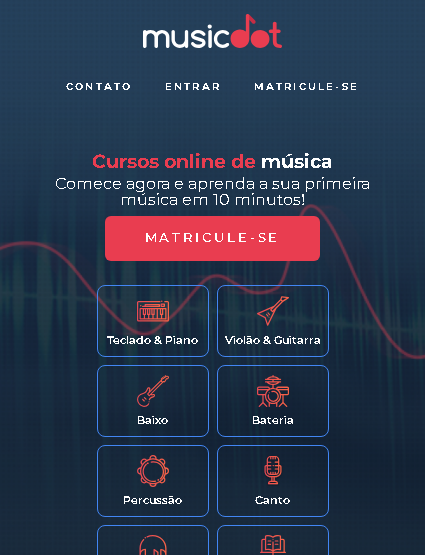 musicdot
CONTATO ENTRAR MATRICULE-SE
Cursos online de música
Comece agora e aprenda a sua primeira
música em 10 minutos!
MATRICULE-SE
Teclado & Piano Violão & Guitarra
Baixo Bateria
Percussão Canto